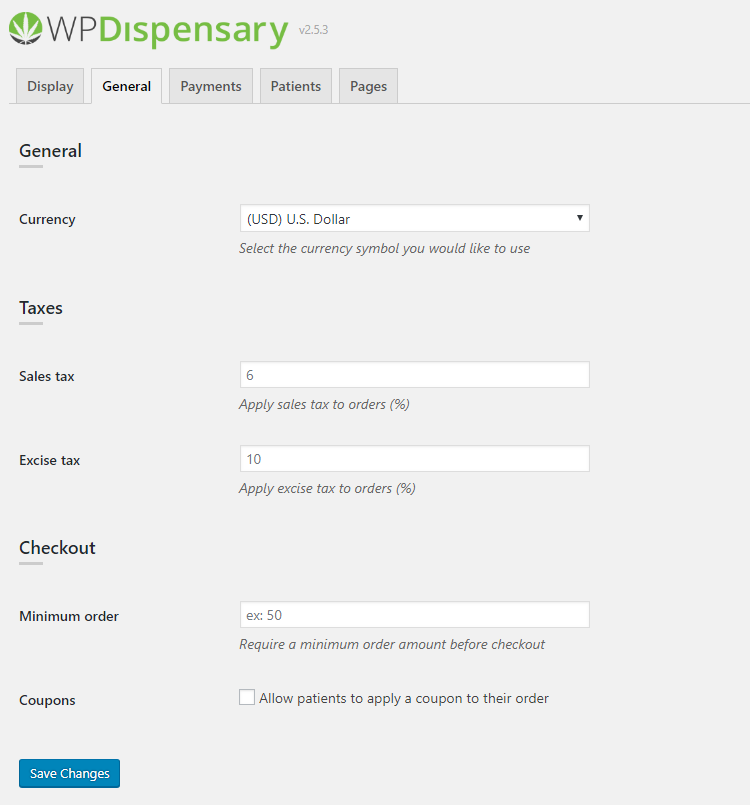 WPDispensary v2.5.3
Display General Payments Patients Pages
General
Currency (USD) U.S. Dollar
Select the currency symbol you would like to use
Taxes
Sales tax 6
Apply sales tax to orders (%)
Excise tax 10
Apply excise tax to orders (%)
Checkout
Minimum order ex: 50
Require a minimum order amount before checkout
Coupons Allow patients to apply a coupon to their order
Save Changes